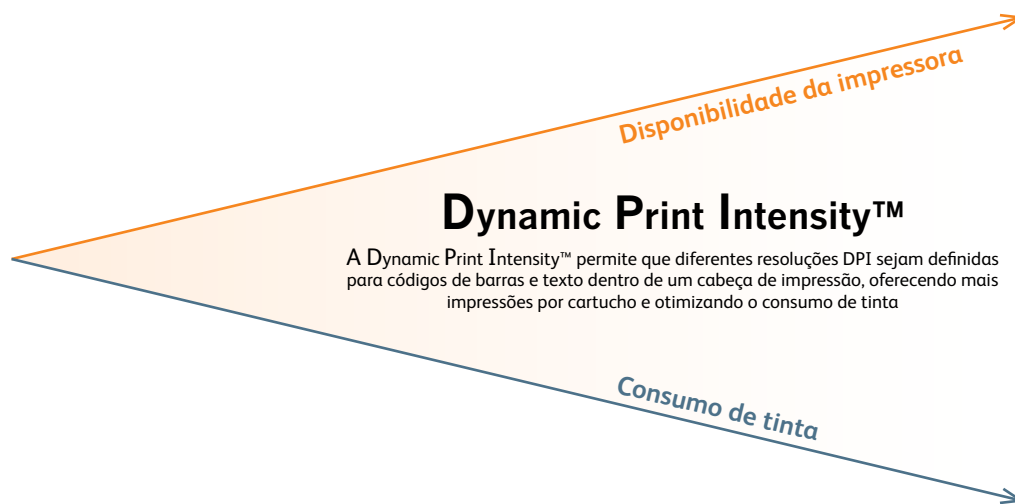 Disponibilidade da impressora
Dynamic Print Intensity™
A Dynamic Print Intensity™ permite que diferentes resoluções DPI sejam definidas
para códigos de barras e texto dentro de um cabeça de impressão, oferecendo mais
impressões por cartucho e otimizando o consumo de tinta
Consumo de tinta